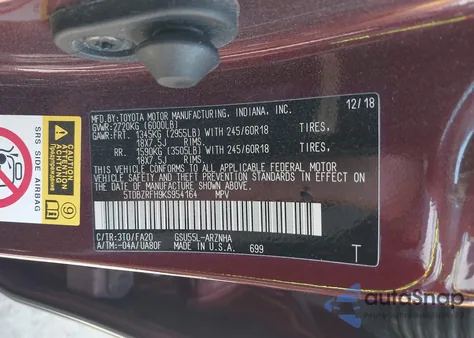 MFD.BY:TOYOTA MOTOR MANUFACTURING, INDIANA, INC. 12/18
GVWR:2720KG (6000LB)
GAWR:FRT. 1345KG (2955LB) WITH 245/60R18 TIRES,
18X7.5J RIMS.
RR. 1590KG (3505LB) WITH 245/60R18 TIRES,
18X7.5J RIMS.
THIS VEHICLE CONFORMS TO ALL APPLICABLE FEDERAL MOTOR
VEHICLE SAFETY AND THEFT PREVENTION STANDARDS IN EFFECT
ON THE DATE OF MANUFACTURE SHOWN ABOVE.
5TDBZRFH9KS954164 MPV
C/TR:3T0/FA20 GSU55L-ARZNHA
A/TM:-04A/UA80F MADE IN U.S.A. 699 T
SRS SIDE AIRBAG
ATTENTION
ACHTUNG
9
autoSnap